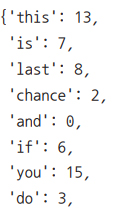 {'this': 13,
'is': 7,
'last': 8,
'chance': 2,
'and': 0,
'if': 6,
'you': 15,
'do': 3,